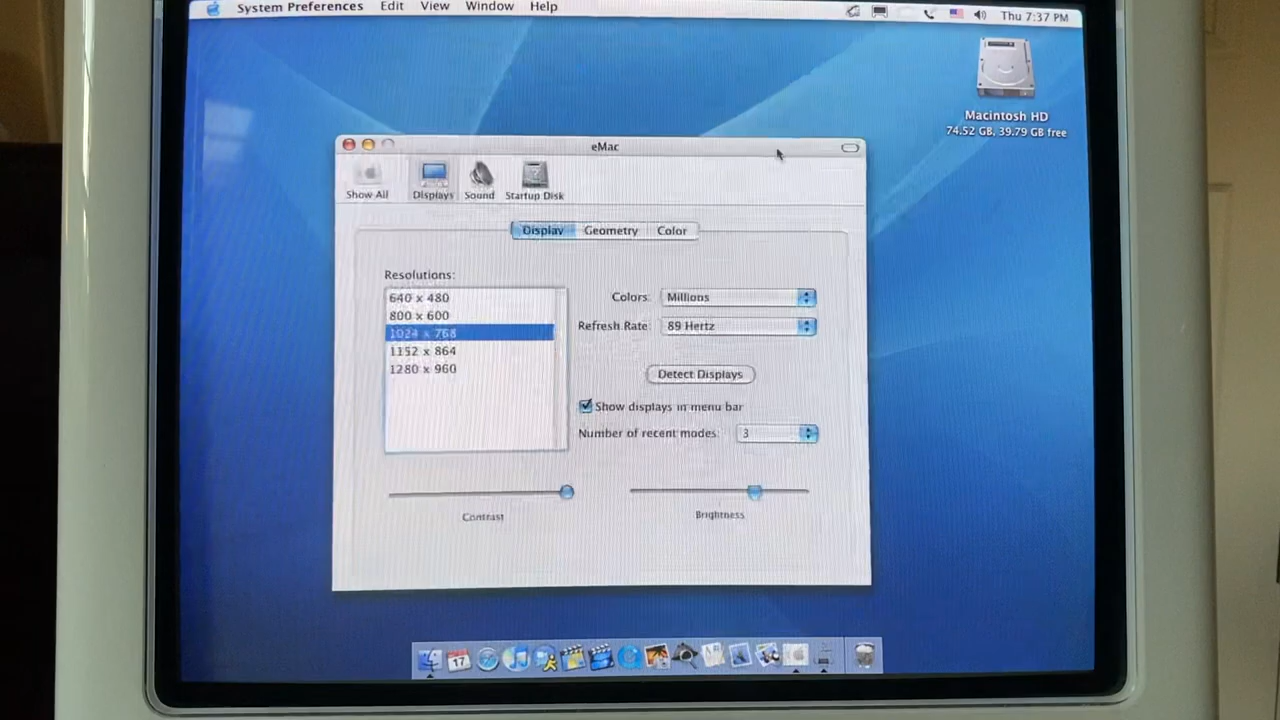 System Preferences Edit View Window Help Thu 7:37 PM
Macintosh HD
74.52 GB, 39.79 GB free
eMac
Show All Displays Sound Startup Disk
Display Geometry Color
Resolutions:
640 x 480
800 x 600
1024 x 768
1152 x 864
1280 x 960
Colors: Millions
Refresh Rate: 89 Hertz
Detect Displays
Show displays in menu bar
Number of recent modes: 3
Contrast Brightness
17